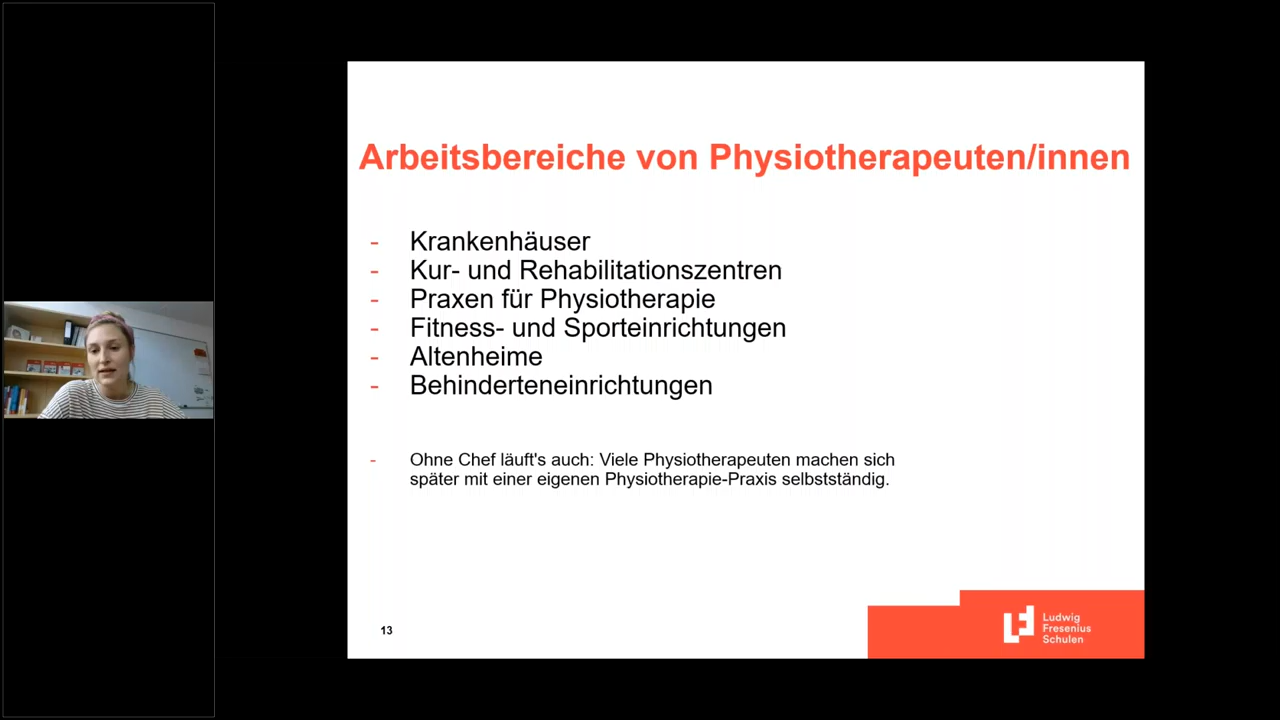 Arbeitsbereiche von Physiotherapeuten/innen
- Krankenhäuser
- Kur- und Rehabilitationszentren
- Praxen für Physiotherapie
- Fitness- und Sporteinrichtungen
- Altenheime
- Behinderteneinrichtungen
- Ohne Chef läuft's auch: Viele Physiotherapeuten machen sich
später mit einer eigenen Physiotherapie-Praxis selbstständig.
13
Ludwig
Fresenius
Schulen